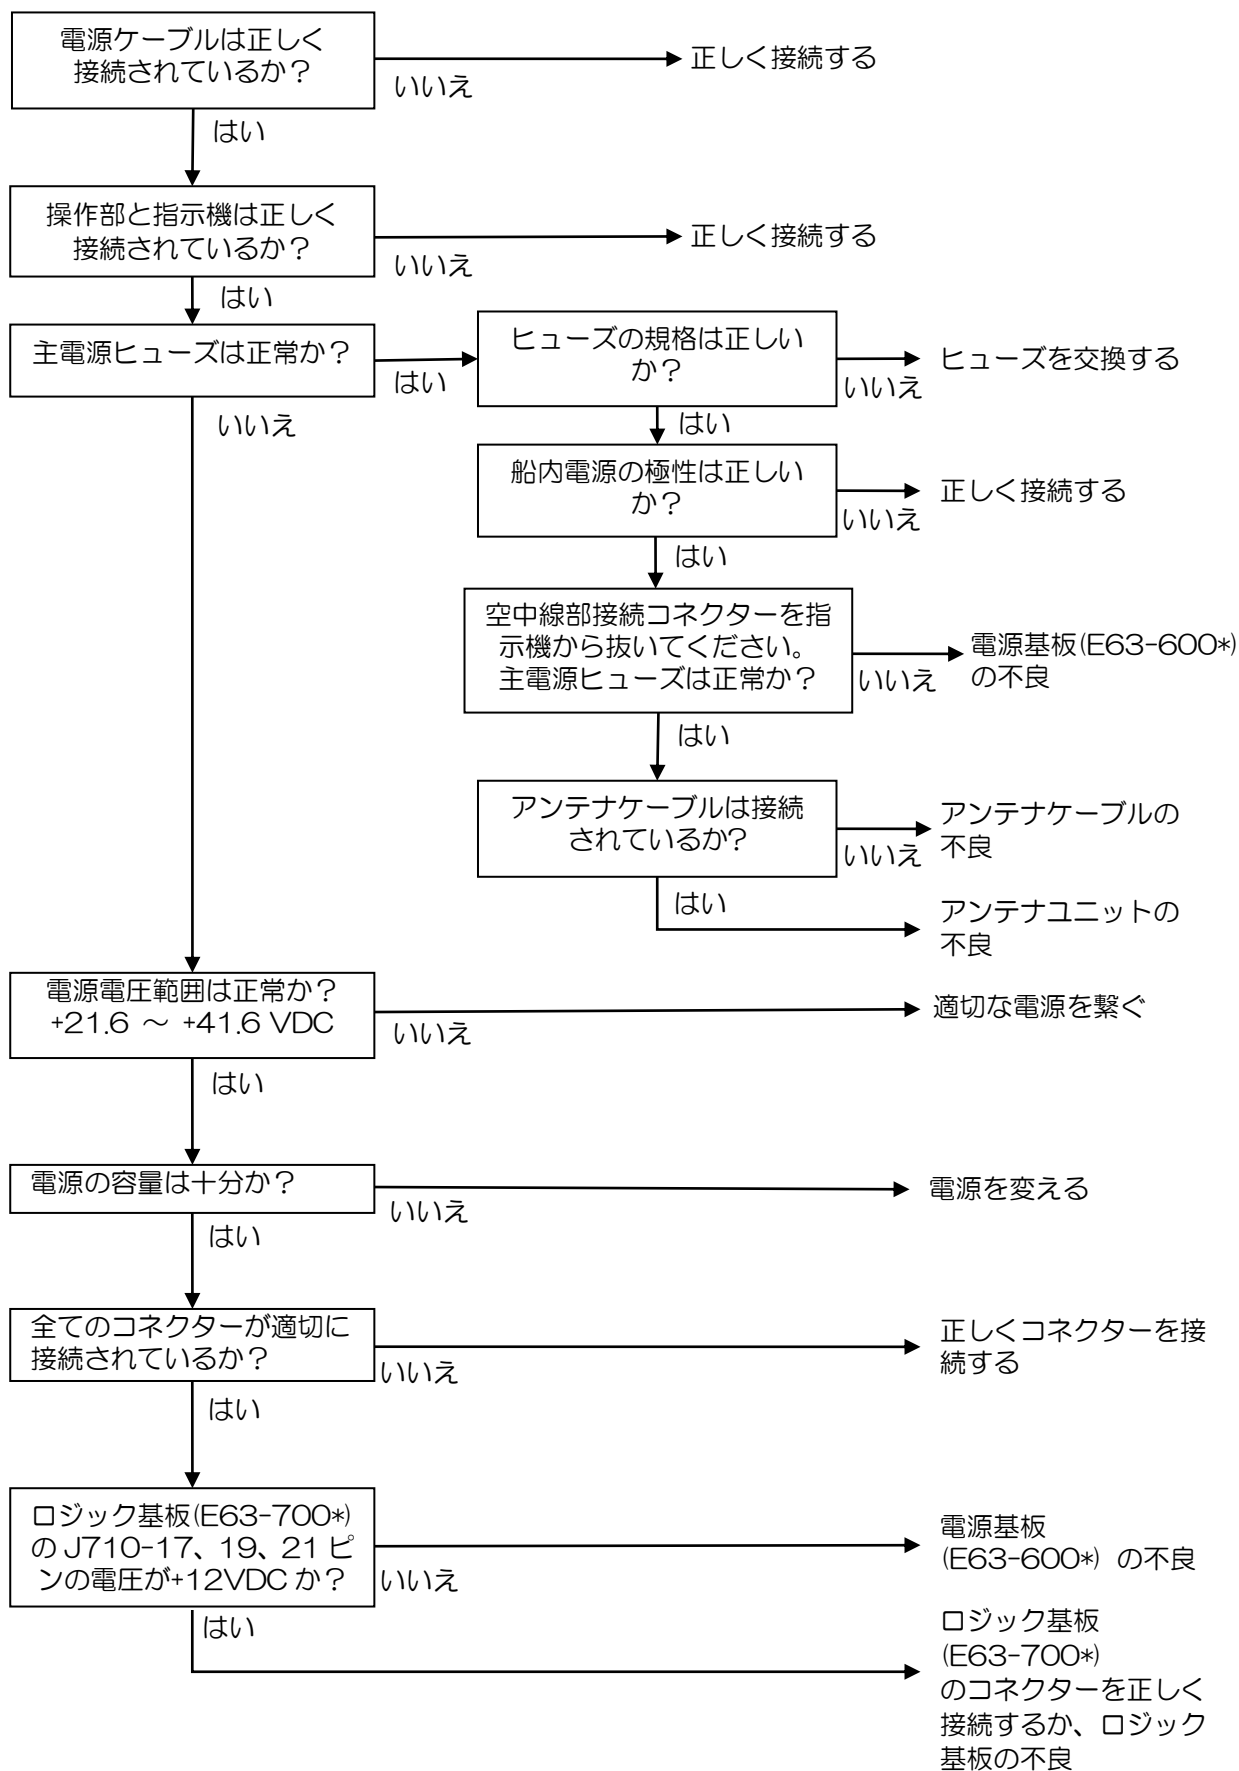 電源ケーブルは正しく
接続されているか？
いいえ
正しく接続する
はい
操作部と指示機は正しく
接続されているか？
いいえ
正しく接続する
はい
主電源ヒューズは正常か？
はい
ヒューズの規格は正しい
か？
いいえ
ヒューズを交換する
はい
船内電源の極性は正しい
か？
いいえ
正しく接続する
はい
空中線部接続コネクターを指
示機から抜いてください。
主電源ヒューズは正常か？
いいえ
電源基板(E63-600*)
の不良
はい
アンテナケーブルは接続
されているか?
いいえ
アンテナケーブルの
不良
はい
アンテナユニットの
不良
いいえ
電源電圧範囲は正常か？
+21.6 ～ +41.6 VDC
いいえ
適切な電源を繋ぐ
はい
電源の容量は十分か？
いいえ
電源を変える
はい
全てのコネクターが適切に
接続されているか？
いいえ
正しくコネクターを接
続する
はい
ロジック基板(E63-700*)
の J710-17、19、21 ピ
ンの電圧が+12VDC か？
いいえ
電源基板
(E63-600*) の不良
はい
ロジック基板
(E63-700*)
のコネクターを正しく
接続するか、ロジック
基板の不良